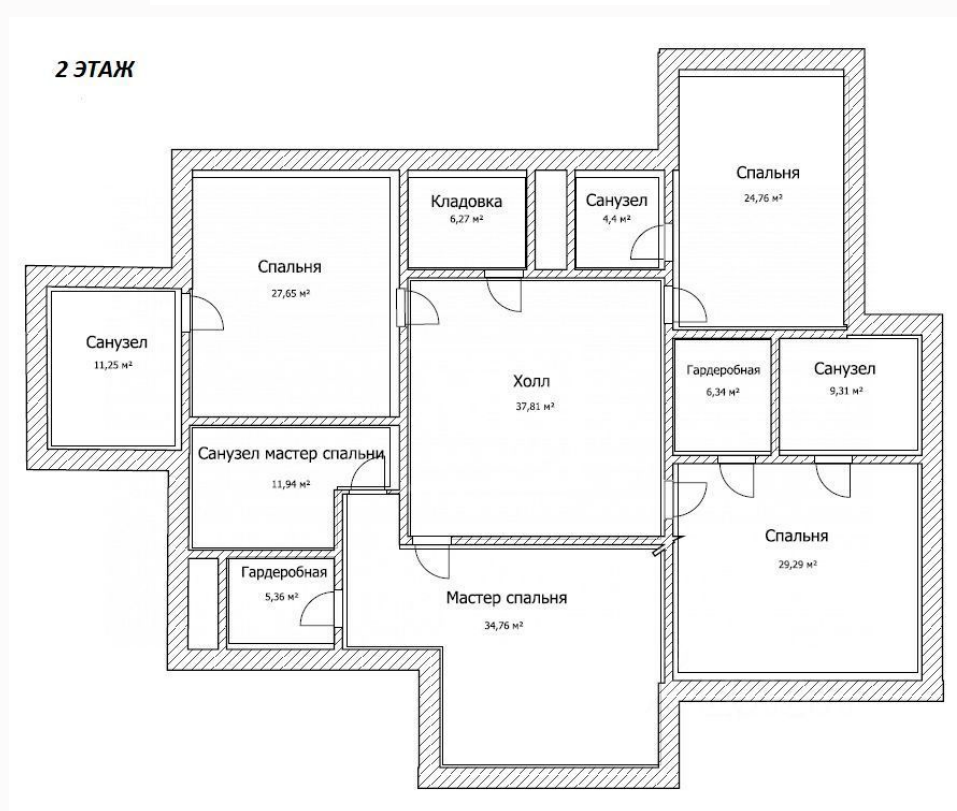 2 ЭТАЖ
Спальня
24,76 м²
Кладовка
6,27 м²
Санузел
4,4 м²
Спальня
27,65 м²
Санузел
11,25 м²
Холл
37,81 м²
Гардеробная
6,34 м²
Санузел
9,31 м²
Санузел мастер спальни
11,94 м²
Спальня
29,29 м²
Гардеробная
5,36 м²
Мастер спальня
34,76 м²